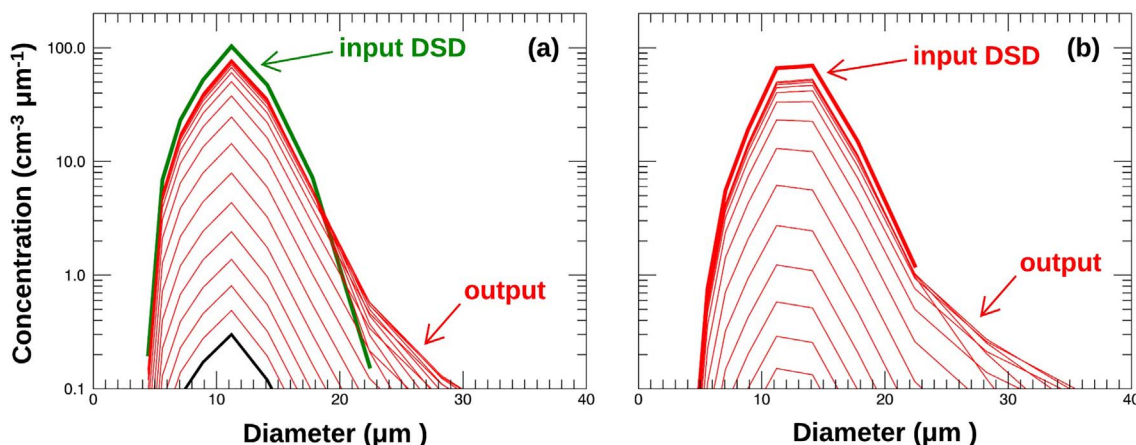 input DSD
(a)
input DSD
(b)
Concentration (cm⁻³ µm⁻¹)
100.0
10.0
1.0
0.1
output
output
0
10
20
30
40
0
10
20
30
40
Diameter (µm )
Diameter (µm )